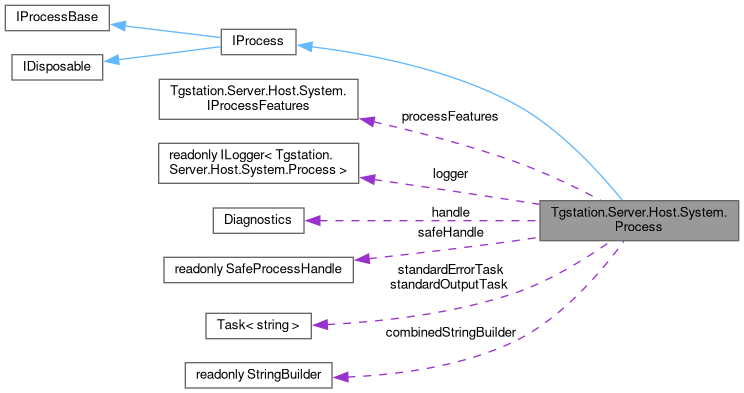 IProcessBase
IProcess
IDisposable
Tgstation.Server.Host.System.
IProcessFeatures
processFeatures
readonly ILogger< Tgstation.
Server.Host.System.Process >
logger
Diagnostics
handle
Tgstation.Server.Host.System.
Process
safeHandle
readonly SafeProcessHandle
standardErrorTask
standardOutputTask
Task< string >
combinedStringBuilder
readonly StringBuilder